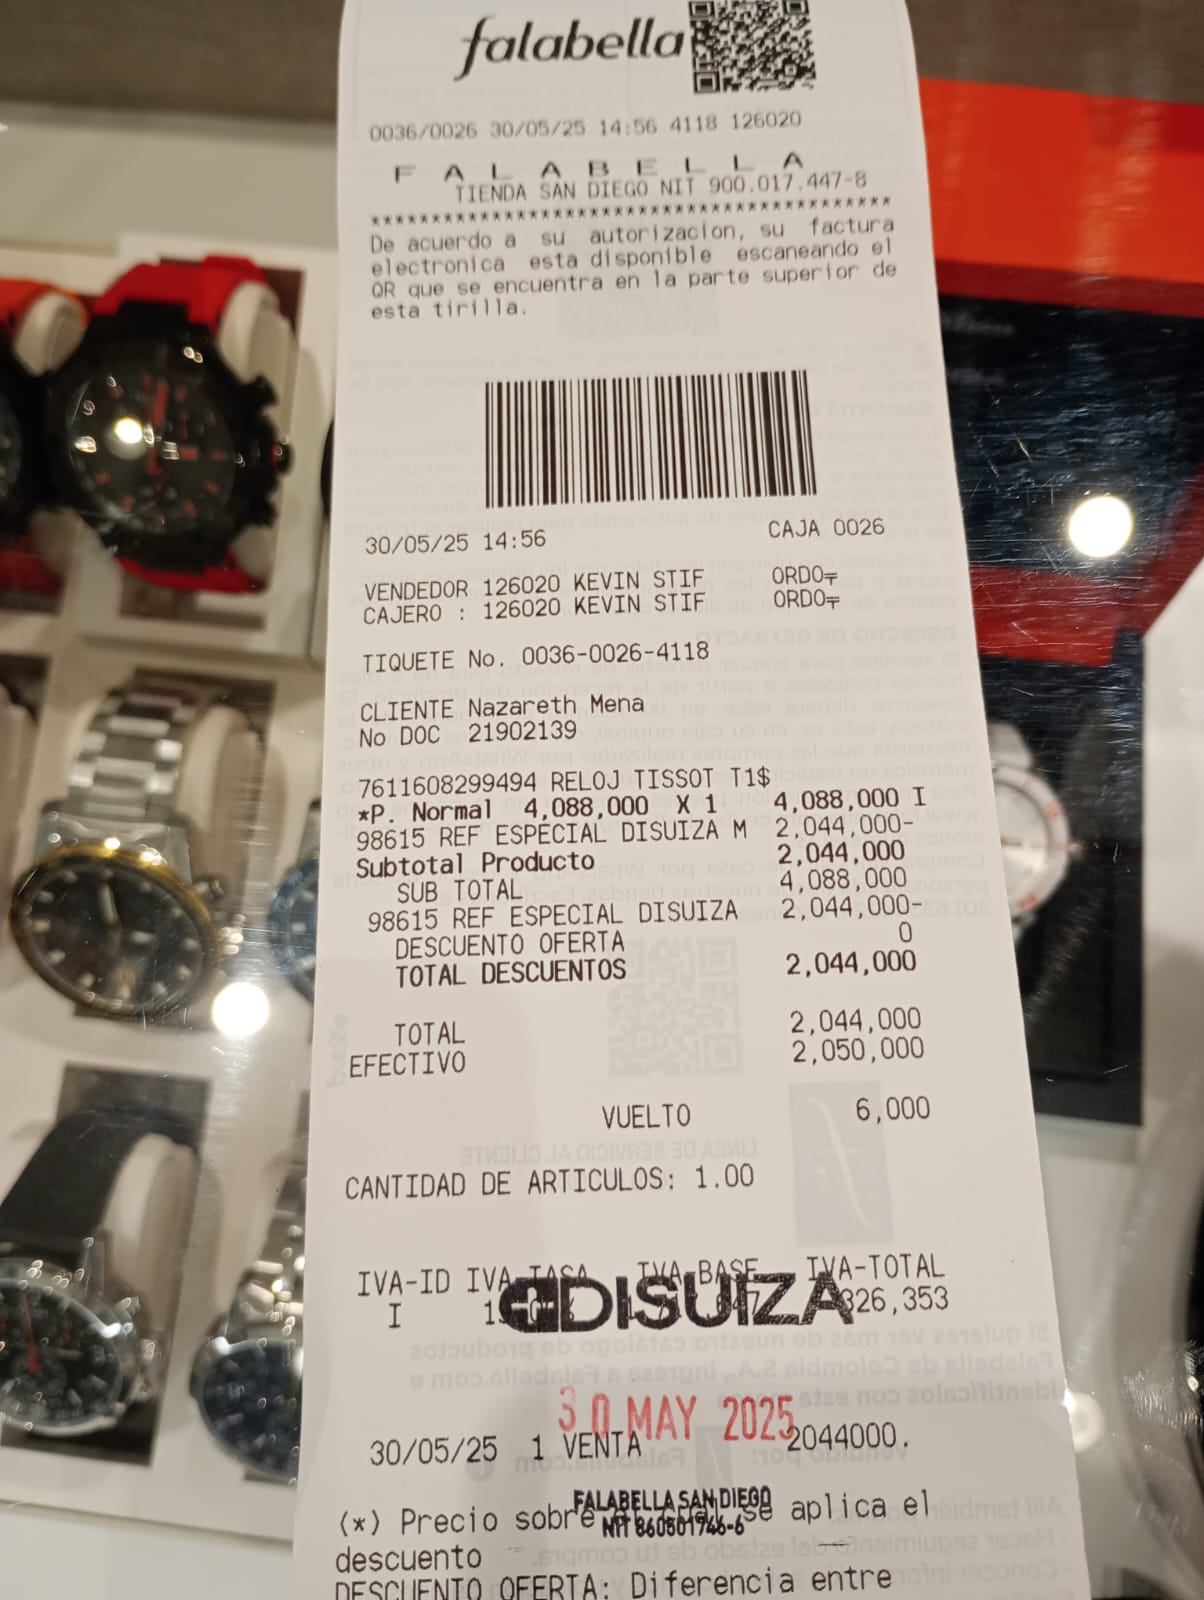 falabella
0036/0026 30/05/25 14:56 4118 126020
F A L A B E L L A
TIENDA SAN DIEGO NIT 900.017.447-8
*******************************************
De acuerdo a su autorizacion, su factura
electronica esta disponible escaneando el
QR que se encuentra en la parte superior de
esta tirilla.
30/05/25 14:56 CAJA 0026
VENDEDOR 126020 KEVIN STIF ORDO
CAJERO : 126020 KEVIN STIF ORDO
TIQUETE No. 0036-0026-4118
CLIENTE Nazareth Mena
No DOC 21902139
7611608299494 RELOJ TISSOT T1$
*P. Normal 4,088,000 X 1 4,088,000 I
98615 REF ESPECIAL DISUIZA M 2,044,000-
Subtotal Producto 2,044,000
SUB TOTAL 4,088,000
98615 REF ESPECIAL DISUIZA 2,044,000-
DESCUENTO OFERTA 0
TOTAL DESCUENTOS 2,044,000
TOTAL 2,044,000
EFECTIVO 2,050,000
VUELTO 6,000
CANTIDAD DE ARTICULOS: 1.00
IVA-ID IVA-TASA IVA-BASE IVA-TOTAL
I 326,353
DISUIZA
30 MAY 2025
30/05/25 1 VENTA 2044000.
FALABELLA SAN DIEGO
NIT 860501746-6
(*) Precio sobre se aplica el
descuento
DESCUENTO OFERTA: Diferencia entre